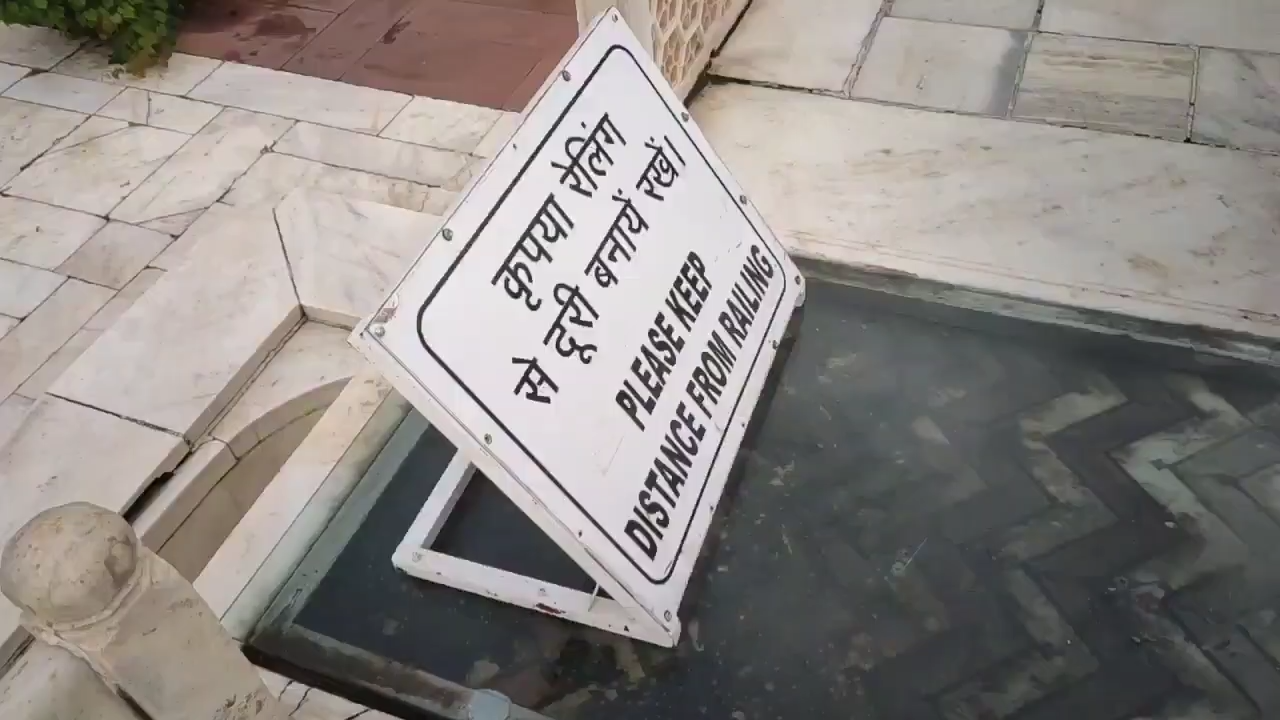 कृपया रेलिंग
से दूरी बनायें रखें।
PLEASE KEEP
DISTANCE FROM RAILING